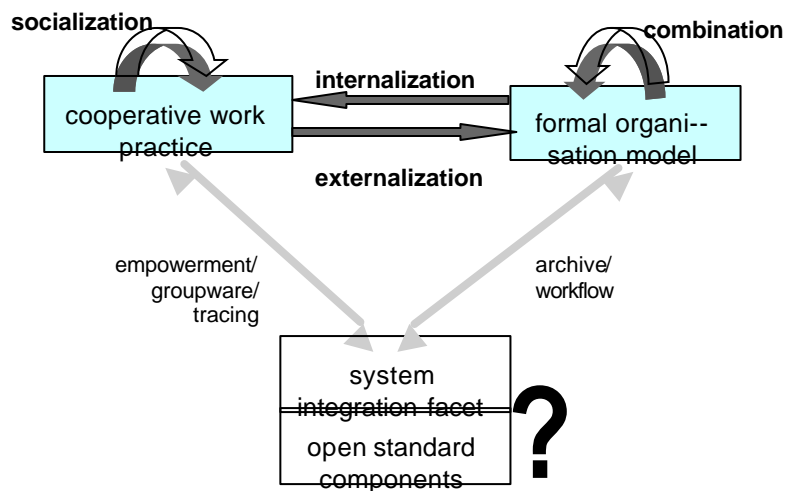 socialization
combination
internalization
cooperative work
practice
formal organi--
sation model
externalization
empowerment/
groupware/
tracing
archive/
workflow
system
integration facet
open standard
components
?